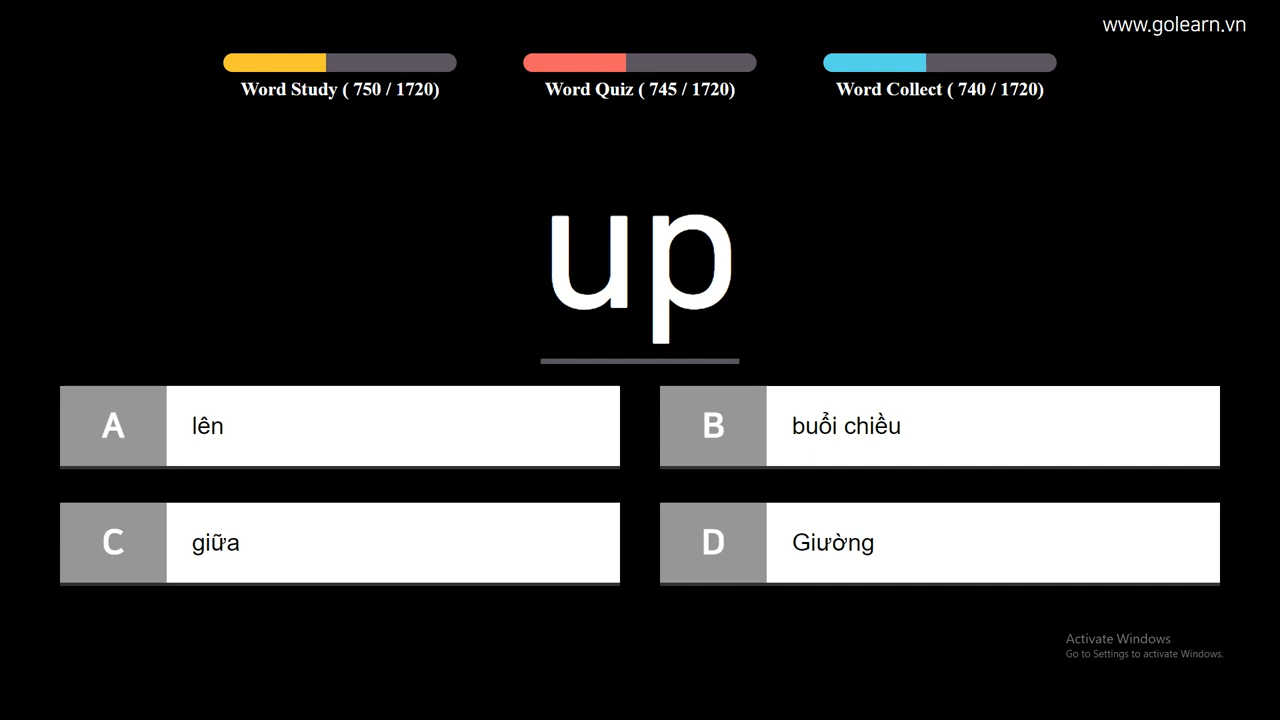 www.golearn.vn
Word Study ( 750 / 1720)
Word Quiz ( 745 / 1720)
Word Collect ( 740 / 1720)
up
A lên
B buổi chiều
C giữa
D Giường
Activate Windows
Go to Settings to activate Windows.